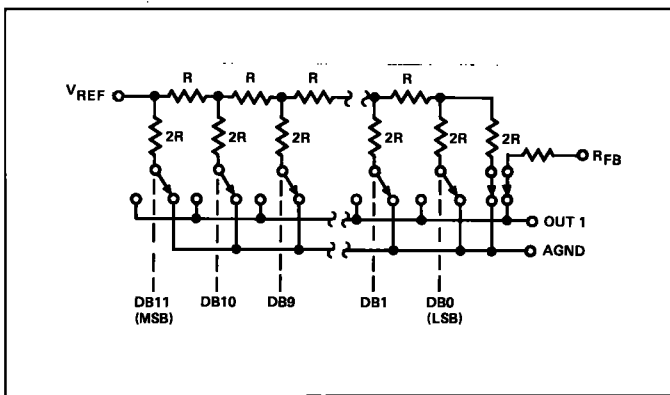 R R R R
VREF
2R 2R 2R 2R 2R 2R RFB
OUT 1
AGND
DB11 DB10 DB9 DB1 DB0
(MSB) (LSB)